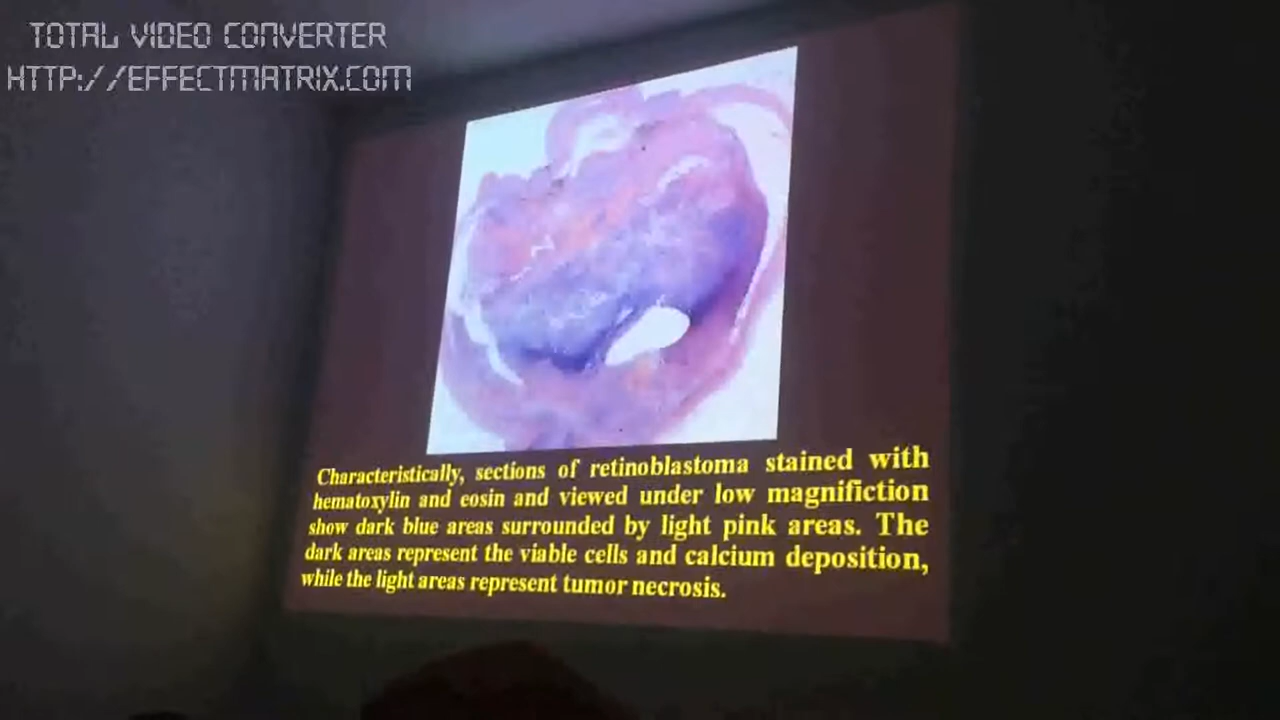 TOTAL VIDEO CONVERTER
HTTP://EFFECTMATRIX.COM
Characteristically, sections of retinoblastoma stained with
hematoxylin and eosin and viewed under low magnifiction
show dark blue areas surrounded by light pink areas. The
dark areas represent the viable cells and calcium deposition,
while the light areas represent tumor necrosis.